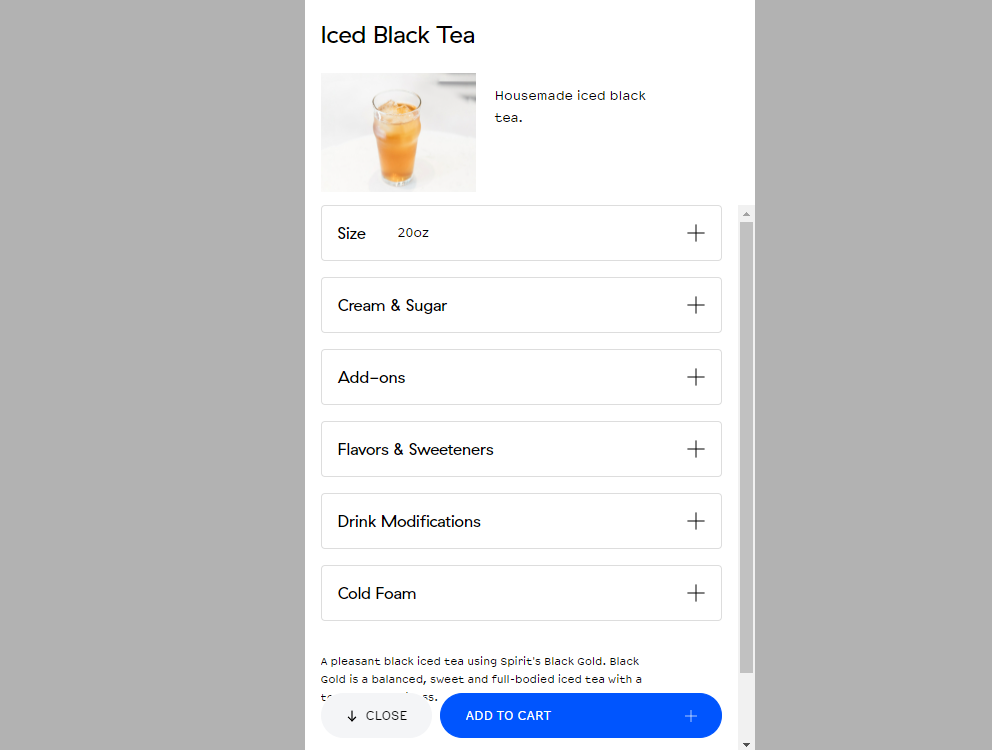 Iced Black Tea
Housemade iced black
tea.
Size 20oz
Cream & Sugar
Add-ons
Flavors & Sweeteners
Drink Modifications
Cold Foam
A pleasant black iced tea using Spirit's Black Gold. Black
Gold is a balanced, sweet and full-bodied iced tea with a
CLOSE
ADD TO CART